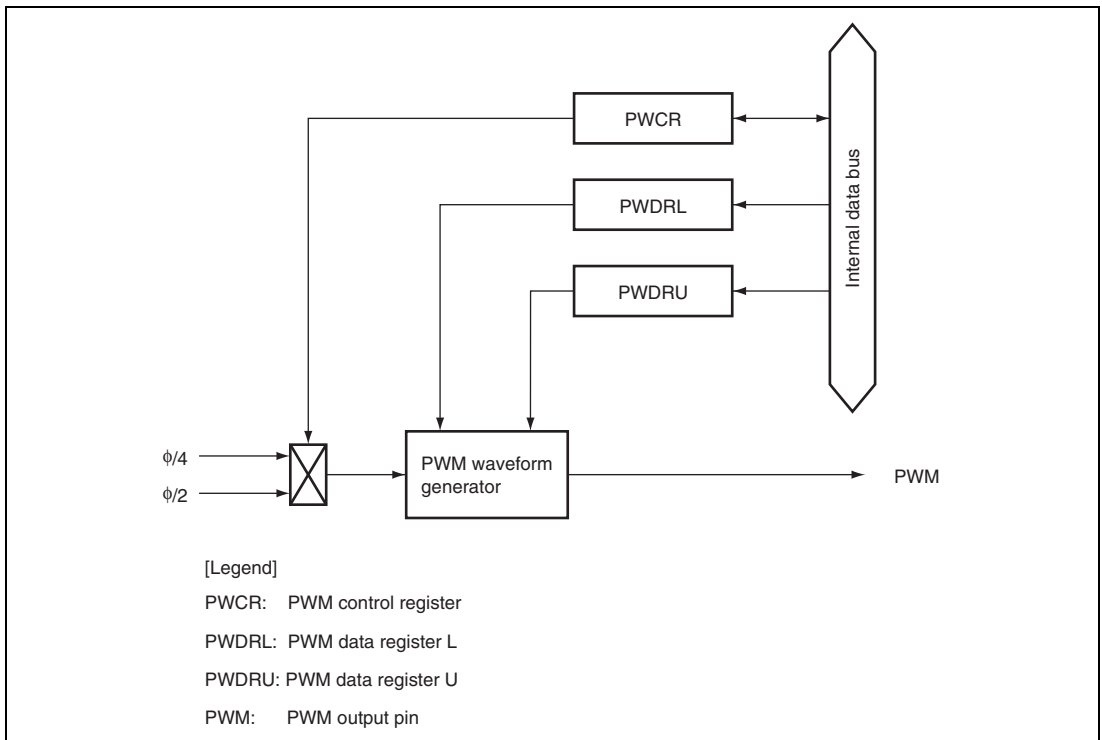 PWCR
PWDRL
PWDRU
Internal data bus
ϕ/4
ϕ/2
PWM waveform
generator
PWM
[Legend]
PWCR: PWM control register
PWDRL: PWM data register L
PWDRU: PWM data register U
PWM: PWM output pin